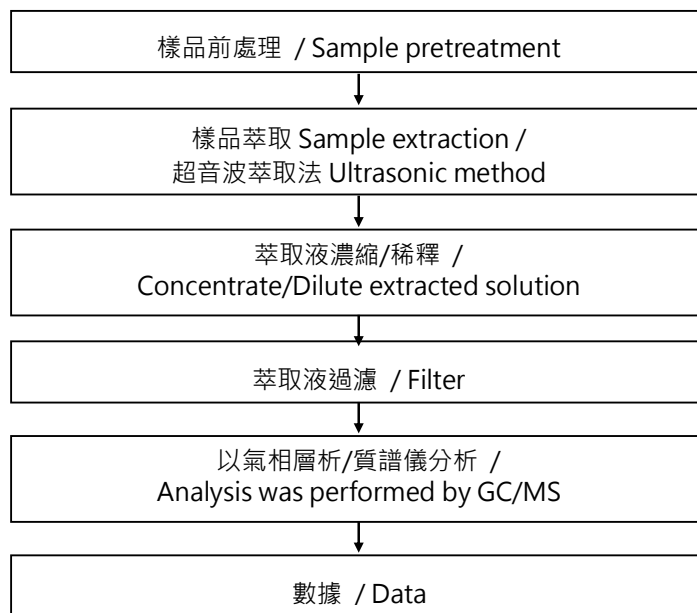 樣品前處理 / Sample pretreatment
樣品萃取 Sample extraction /
超音波萃取法 Ultrasonic method
萃取液濃縮/稀釋 /
Concentrate/Dilute extracted solution
萃取液過濾 / Filter
以氣相層析/質譜儀分析 /
Analysis was performed by GC/MS
數據 / Data